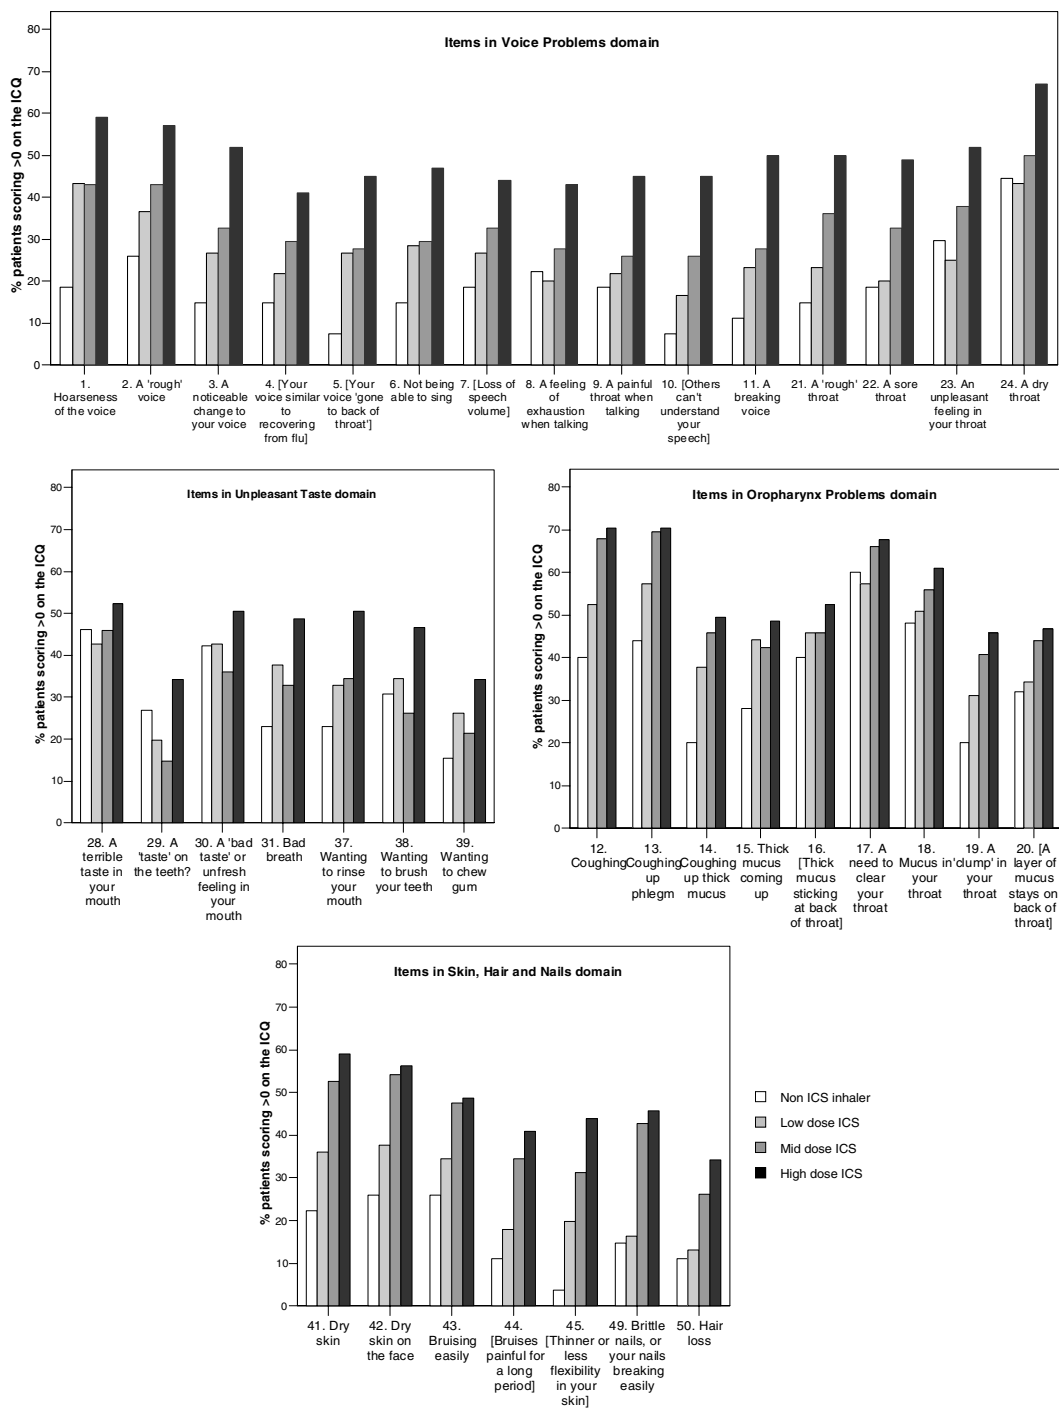 Items in Voice Problems domain
% patients scoring >0 on the ICQ
80
70
60
50
40
30
20
10
0
1. Hoarseness of the voice
2. A 'rough' voice
3. A noticeable change to your voice
4. [Your voice similar to recovering from flu]
5. [Your voice 'gone to back of throat']
6. Not being able to sing
7. [Loss of speech volume]
8. A feeling of exhaustion when talking
9. A painful throat when talking
10. [Others can't understand your speech]
11. A breaking voice
21. A 'rough' throat
22. A sore throat
23. An unpleasant feeling in your throat
24. A dry throat
Items in Unpleasant Taste domain
% patients scoring >0 on the ICQ
80
70
60
50
40
30
20
10
0
28. A terrible taste in your mouth
29. A 'taste' on the teeth?
30. A 'bad taste' or unfresh feeling in your mouth
31. Bad breath
37. Wanting to rinse your mouth
38. Wanting to brush your teeth
39. Wanting to chew gum
Items in Oropharynx Problems domain
% patients scoring >0 on the ICQ
80
70
60
50
40
30
20
10
0
12. Coughing
13. Coughing up phlegm
14. Coughing up thick mucus
15. Thick mucus coming up
16. [Thick mucus sticking at back of throat]
17. A need to clear your throat
18. Mucus in your throat
19. A 'clump' in your throat
20. [A layer of mucus stays on back of throat]
Items in Skin, Hair and Nails domain
% patients scoring >0 on the ICQ
80
70
60
50
40
30
20
10
0
41. Dry skin
42. Dry skin on the face
43. Bruising easily
44. [Bruises painful for a long period]
45. [Thinner or less flexibility in your skin]
49. Brittle nails, or your nails breaking easily
50. Hair loss
Non ICS inhaler
Low dose ICS
Mid dose ICS
High dose ICS